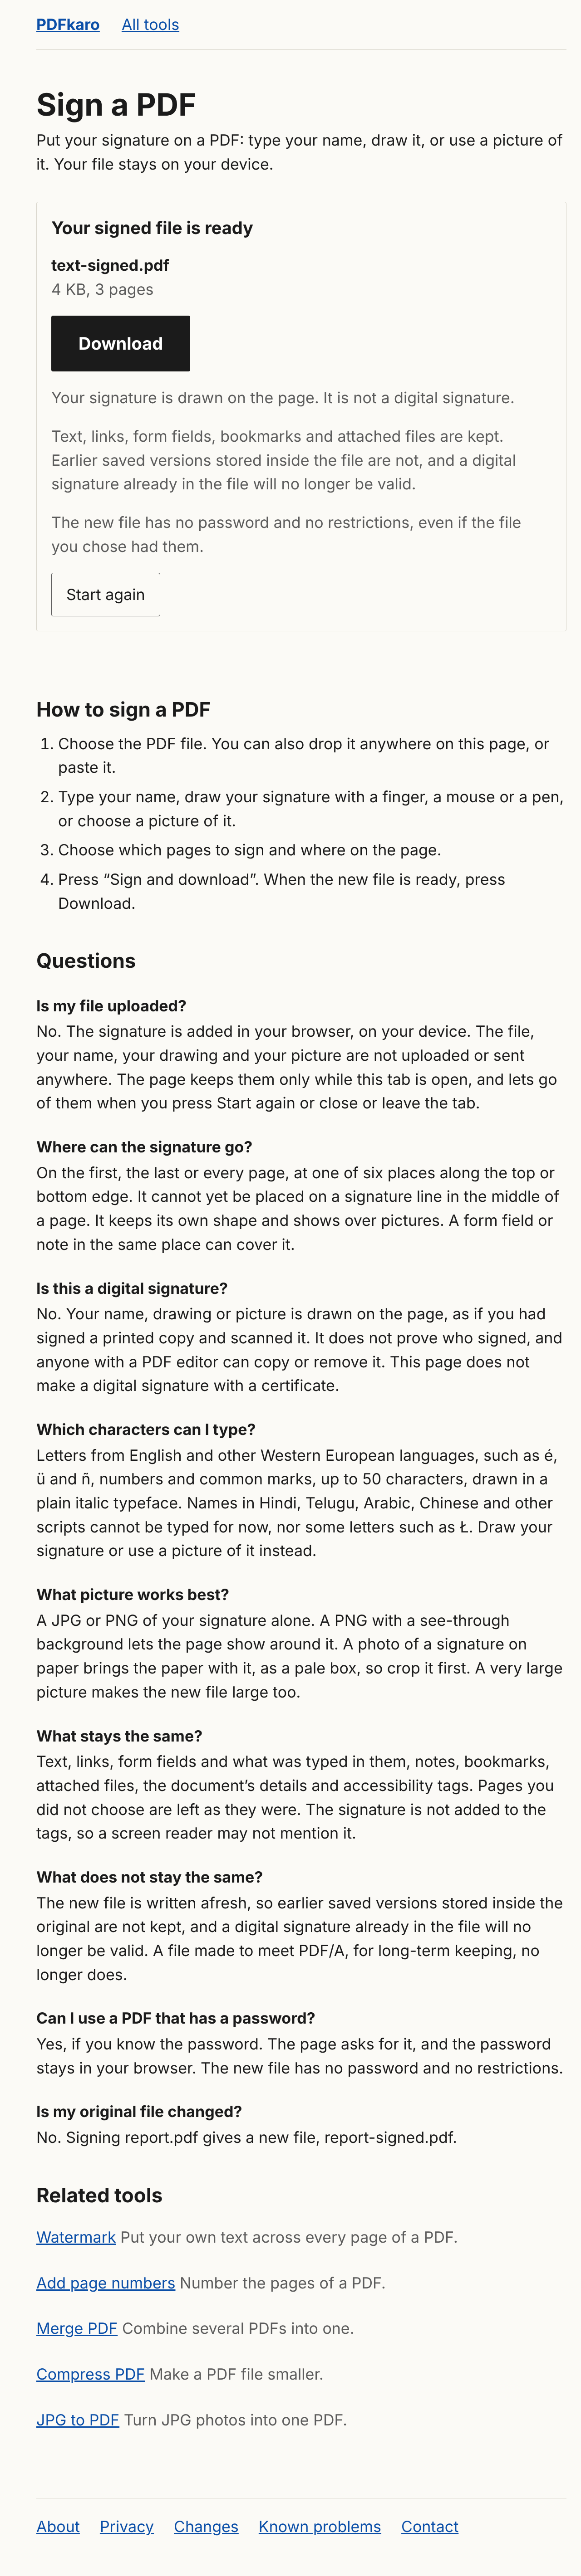 PDFkaro All tools
Sign a PDF
Put your signature on a PDF: type your name, draw it, or use a picture of
it. Your file stays on your device.
Your signed file is ready
text-signed.pdf
4 KB, 3 pages
Download
Your signature is drawn on the page. It is not a digital signature.
Text, links, form fields, bookmarks and attached files are kept.
Earlier saved versions stored inside the file are not, and a digital
signature already in the file will no longer be valid.
The new file has no password and no restrictions, even if the file
you chose had them.
Start again
How to sign a PDF
1. Choose the PDF file. You can also drop it anywhere on this page, or
paste it.
2. Type your name, draw your signature with a finger, a mouse or a pen,
or choose a picture of it.
3. Choose which pages to sign and where on the page.
4. Press “Sign and download”. When the new file is ready, press
Download.
Questions
Is my file uploaded?
No. The signature is added in your browser, on your device. The file,
your name, your drawing and your picture are not uploaded or sent
anywhere. The page keeps them only while this tab is open, and lets go
of them when you press Start again or close or leave the tab.
Where can the signature go?
On the first, the last or every page, at one of six places along the top or
bottom edge. It cannot yet be placed on a signature line in the middle of
a page. It keeps its own shape and shows over pictures. A form field or
note in the same place can cover it.
Is this a digital signature?
No. Your name, drawing or picture is drawn on the page, as if you had
signed a printed copy and scanned it. It does not prove who signed, and
anyone with a PDF editor can copy or remove it. This page does not
make a digital signature with a certificate.
Which characters can I type?
Letters from English and other Western European languages, such as é,
ü and ñ, numbers and common marks, up to 50 characters, drawn in a
plain italic typeface. Names in Hindi, Telugu, Arabic, Chinese and other
scripts cannot be typed for now, nor some letters such as Ł. Draw your
signature or use a picture of it instead.
What picture works best?
A JPG or PNG of your signature alone. A PNG with a see-through
background lets the page show around it. A photo of a signature on
paper brings the paper with it, as a pale box, so crop it first. A very large
picture makes the new file large too.
What stays the same?
Text, links, form fields and what was typed in them, notes, bookmarks,
attached files, the document’s details and accessibility tags. Pages you
did not choose are left as they were. The signature is not added to the
tags, so a screen reader may not mention it.
What does not stay the same?
The new file is written afresh, so earlier saved versions stored inside the
original are not kept, and a digital signature already in the file will no
longer be valid. A file made to meet PDF/A, for long-term keeping, no
longer does.
Can I use a PDF that has a password?
Yes, if you know the password. The page asks for it, and the password
stays in your browser. The new file has no password and no restrictions.
Is my original file changed?
No. Signing report.pdf gives a new file, report-signed.pdf.
Related tools
Watermark Put your own text across every page of a PDF.
Add page numbers Number the pages of a PDF.
Merge PDF Combine several PDFs into one.
Compress PDF Make a PDF file smaller.
JPG to PDF Turn JPG photos into one PDF.
About Privacy Changes Known problems Contact